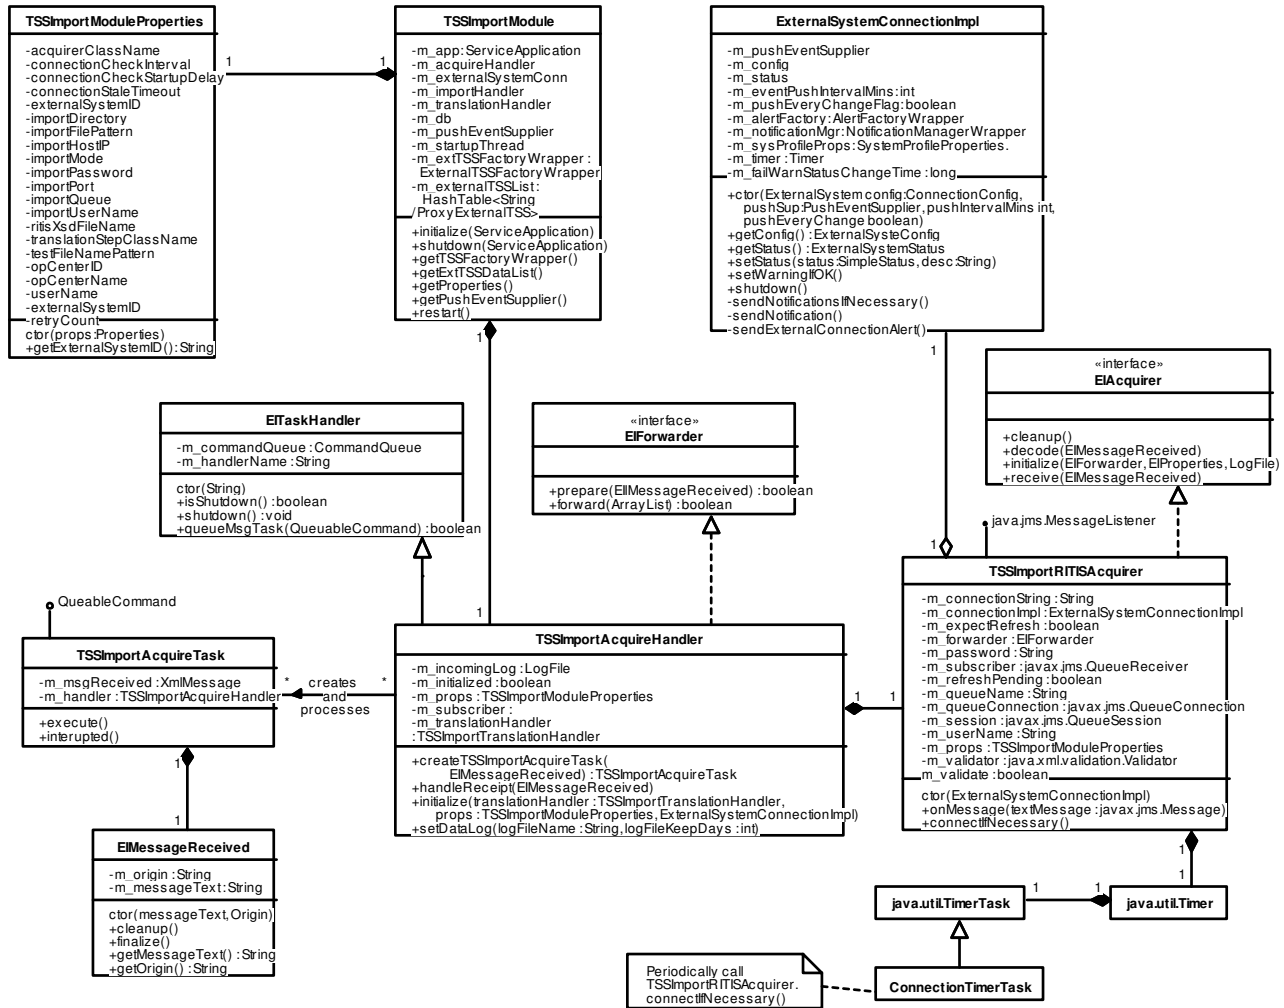 TSSImportModuleProperties
-acquirerClassName
-connectionCheckInterval
-connectionCheckStartupDelay
-connectionStaleTimeout
-externalSystemID
-importDirectory
-importFilePattern
-importHostIP
-importMode
-importPassword
-importPort
-importQueue
-importUserName
-ritisXsdFileName
-translationStepClassName
-testFileNamePattern
-opCenterID
-opCenterName
-userName
-externalSystemID
-retryCount
ctor(props:Properties)
+getExternalSystemID():String
1
1
TSSImportModule
-m_app:ServiceApplication
-m_acquireHandler
-m_externalSystemConn
-m_importHandler
-m_translationHandler
-m_db
-m_pushEventSupplier
-m_startupThread
-m_extTSSFactoryWrapper :
ExternalTSSFactoryWrapper
-m_externalTSSList :
HashTable<String
/ProxyExternalTSS>
+initialize(ServiceApplication)
+shutdown(ServiceApplication)
+getTSSFactoryWrapper()
+getExtTSSDataList()
+getProperties()
+getPushEventSupplier()
+restart()
1
1
ExternalSystemConnectionImpl
-m_pushEventSupplier
-m_config
-m_status
-m_eventPushIntervalMins:int
-m_pushEveryChangeFlag:boolean
-m_alertFactory:AlertFactoryWrapper
-m_notificationMgr:NotificationManagerWrapper
-m_sysProfileProps:SystemProfileProperties.
-m_timer : Timer
-m_failWarnStatusChangeTime : long
+ctor(ExternalSystem config:ConnectionConfig,
pushSup:PushEventSupplier, pushIntervalMins int,
pushEveryChange boolean)
+getConfig() : ExternalSysteConfig
+getStatus() : ExternalSystemStatus
+setStatus(status:SimpleStatus, desc:String)
+setWarningIfOK()
+shutdown()
-sendNotificationsIfNecessary()
-sendNotification()
-sendExternalConnectionAlert()
1
1
«interface»
EIAcquirer
+cleanup()
+decode(EIMessageReceived)
+initialize(EIForwarder, EIProperties, LogFile)
+receive(EIMessageReceived)
java.jms.MessageListener
EITaskHandler
-m_commandQueue : CommandQueue
-m_handlerName : String
ctor(String)
+isShutdown() : boolean
+shutdown() : void
+queueMsgTask(QueuableCommand) : boolean
«interface»
EIForwarder
+prepare(EIIMessageReceived) : boolean
+forward(ArrayList) : boolean
QueableCommand
TSSImportAcquireTask
-m_msgReceived : XmlMessage
-m_handler : TSSImportAcquireHandler
+execute()
+interupted()
*
creates
and
processes
*
1
1
TSSImportAcquireHandler
-m_incomingLog : LogFile
-m_initialized : boolean
-m_props : TSSImportModuleProperties
-m_subscriber :
-m_translationHandler
:TSSImportTranslationHandler
+createTSSImportAcquireTask(
EIMessageReceived) : TSSImportAcquireTask
+handleReceipt(EIMessageReceived)
+initialize(translationHandler : TSSImportTranslationHandler,
props : TSSImportModuleProperties, ExternalSystemConnectionImpl)
+setDataLog(logFileName : String, logFileKeepDays : int)
1
1
TSSImportRITISAcquirer
-m_connectionString : String
-m_connectionImpl : ExternalSystemConnectionImpl
-m_expectRefresh : boolean
-m_forwarder : EIForwarder
-m_password : String
-m_subscriber : javax.jms.QueueReceiver
-m_refreshPending : boolean
-m_queueName : String
-m_queueConnection : javax.jms.QueueConnection
-m_session : javax.jms.QueueSession
-m_userName : String
-m_props : TSSImportModuleProperties
-m_validator : java.xml.validation.Validator
m_validate : boolean
ctor(ExternalSystemConnectionImpl)
+onMessage(textMessage : javax.jms.Message)
+connectIfNecessary()
1
1
EIMessageReceived
-m_origin : String
-m_messageText: String
ctor(messageText, Origin)
+cleanup()
+finalize()
+getMessageText() : String
+getOrigin() : String
java.util.TimerTask
1
1
java.util.Timer
ConnectionTimerTask
Periodically call
TSSImportRITISAcquirer.
connectIfNecessary()